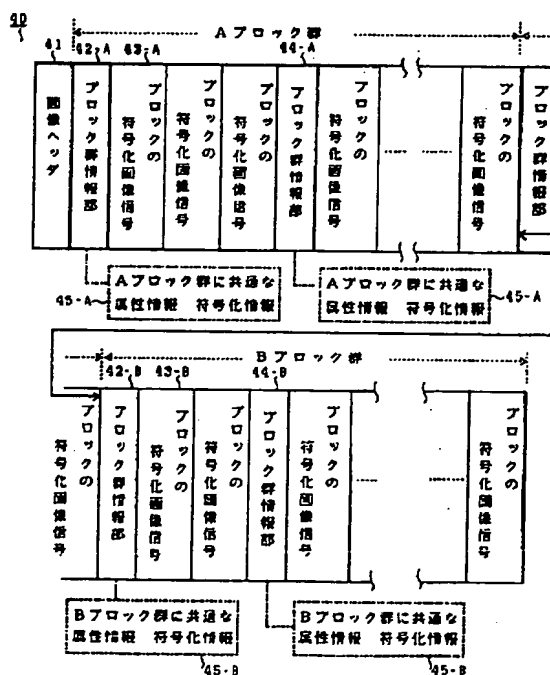 40
Aブロック群
41
42-A
43-A
44-A
画像ヘッダ
ブロック群情報部
ブロックの
符号化画像信号
ブロックの
符号化画像信号
ブロックの
符号化画像信号
ブロック群情報部
ブロックの
符号化画像信号
ブロックの
符号化画像信号
ブロック群情報部
Aブロック群に共通な
属性情報 符号化情報
45-A
Aブロック群に共通な
属性情報 符号化情報
45-A
Bブロック群
42-B
43-B
44-B
ブロックの
符号化画像信号
ブロック群情報部
ブロックの
符号化画像信号
ブロックの
符号化画像信号
ブロック群情報部
ブロックの
符号化画像信号
ブロックの
符号化画像信号
Bブロック群に共通な
属性情報 符号化情報
45-B
Bブロック群に共通な
属性情報 符号化情報
45-B